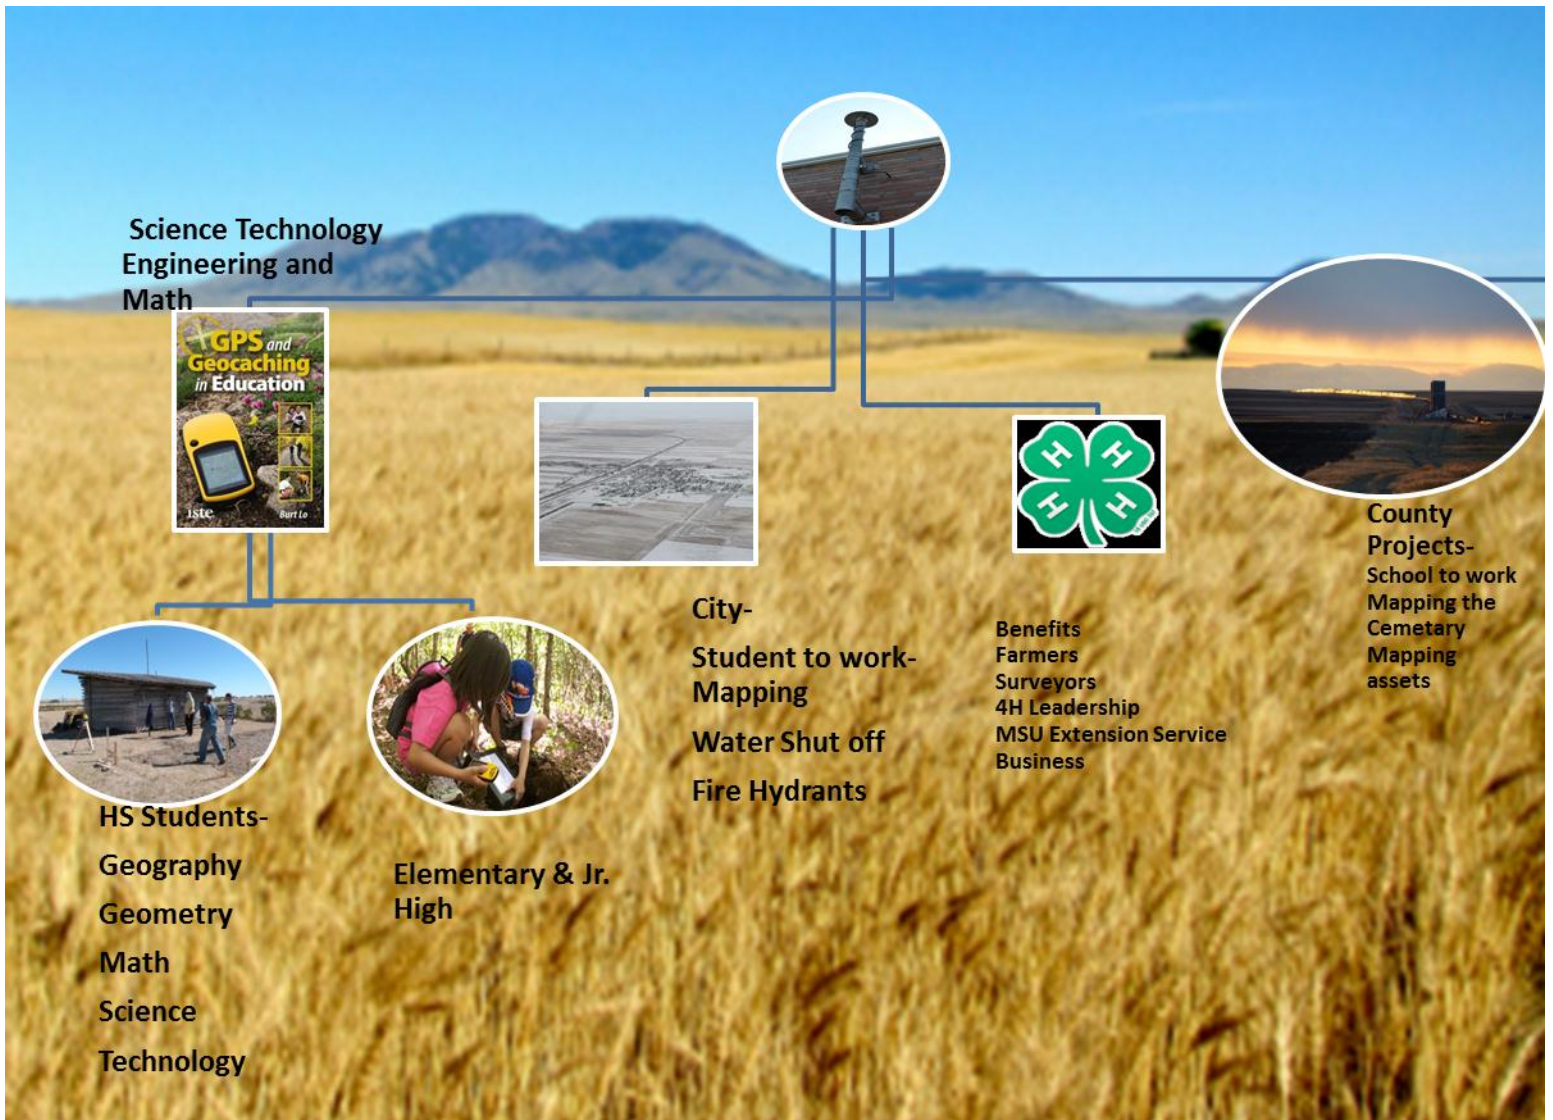 Science Technology
Engineering and
Math
GPS and
Geocaching
in Education
iste
Burt Lo
H H
H H
County
Projects-
School to work
Mapping the
Cemetary
Mapping
assets
City-
Student to work-
Mapping
Water Shut off
Fire Hydrants
Benefits
Farmers
Surveyors
4H Leadership
MSU Extension Service
Business
HS Students-
Geography
Geometry
Math
Science
Technology
Elementary & Jr.
High